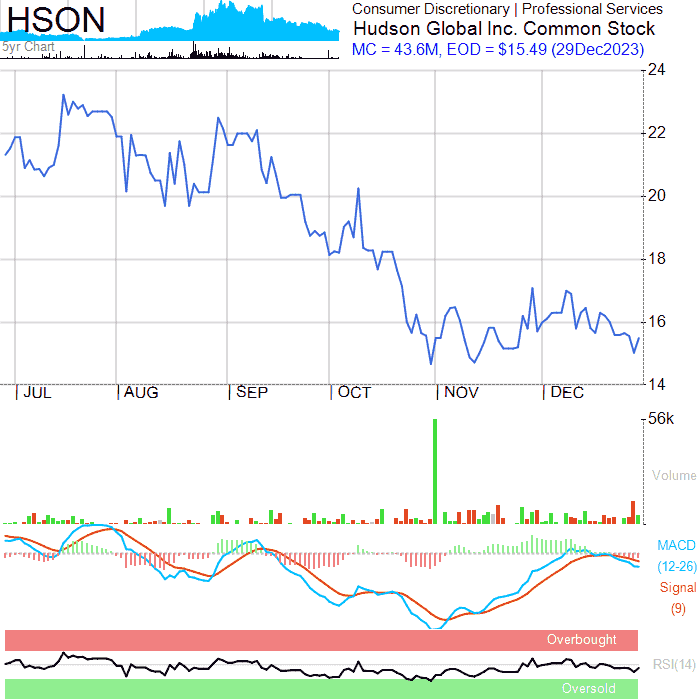 HSON
Consumer Discretionary | Professional Services
Hudson Global Inc. Common Stock
MC = 43.6M, EOD = $15.49 (29Dec2023)
5yr Chart
24
22
20
18
16
14
JUL AUG SEP OCT NOV DEC
56k
Volume
MACD
(12-26)
Signal
(9)
Overbought
RSI(14)
Oversold